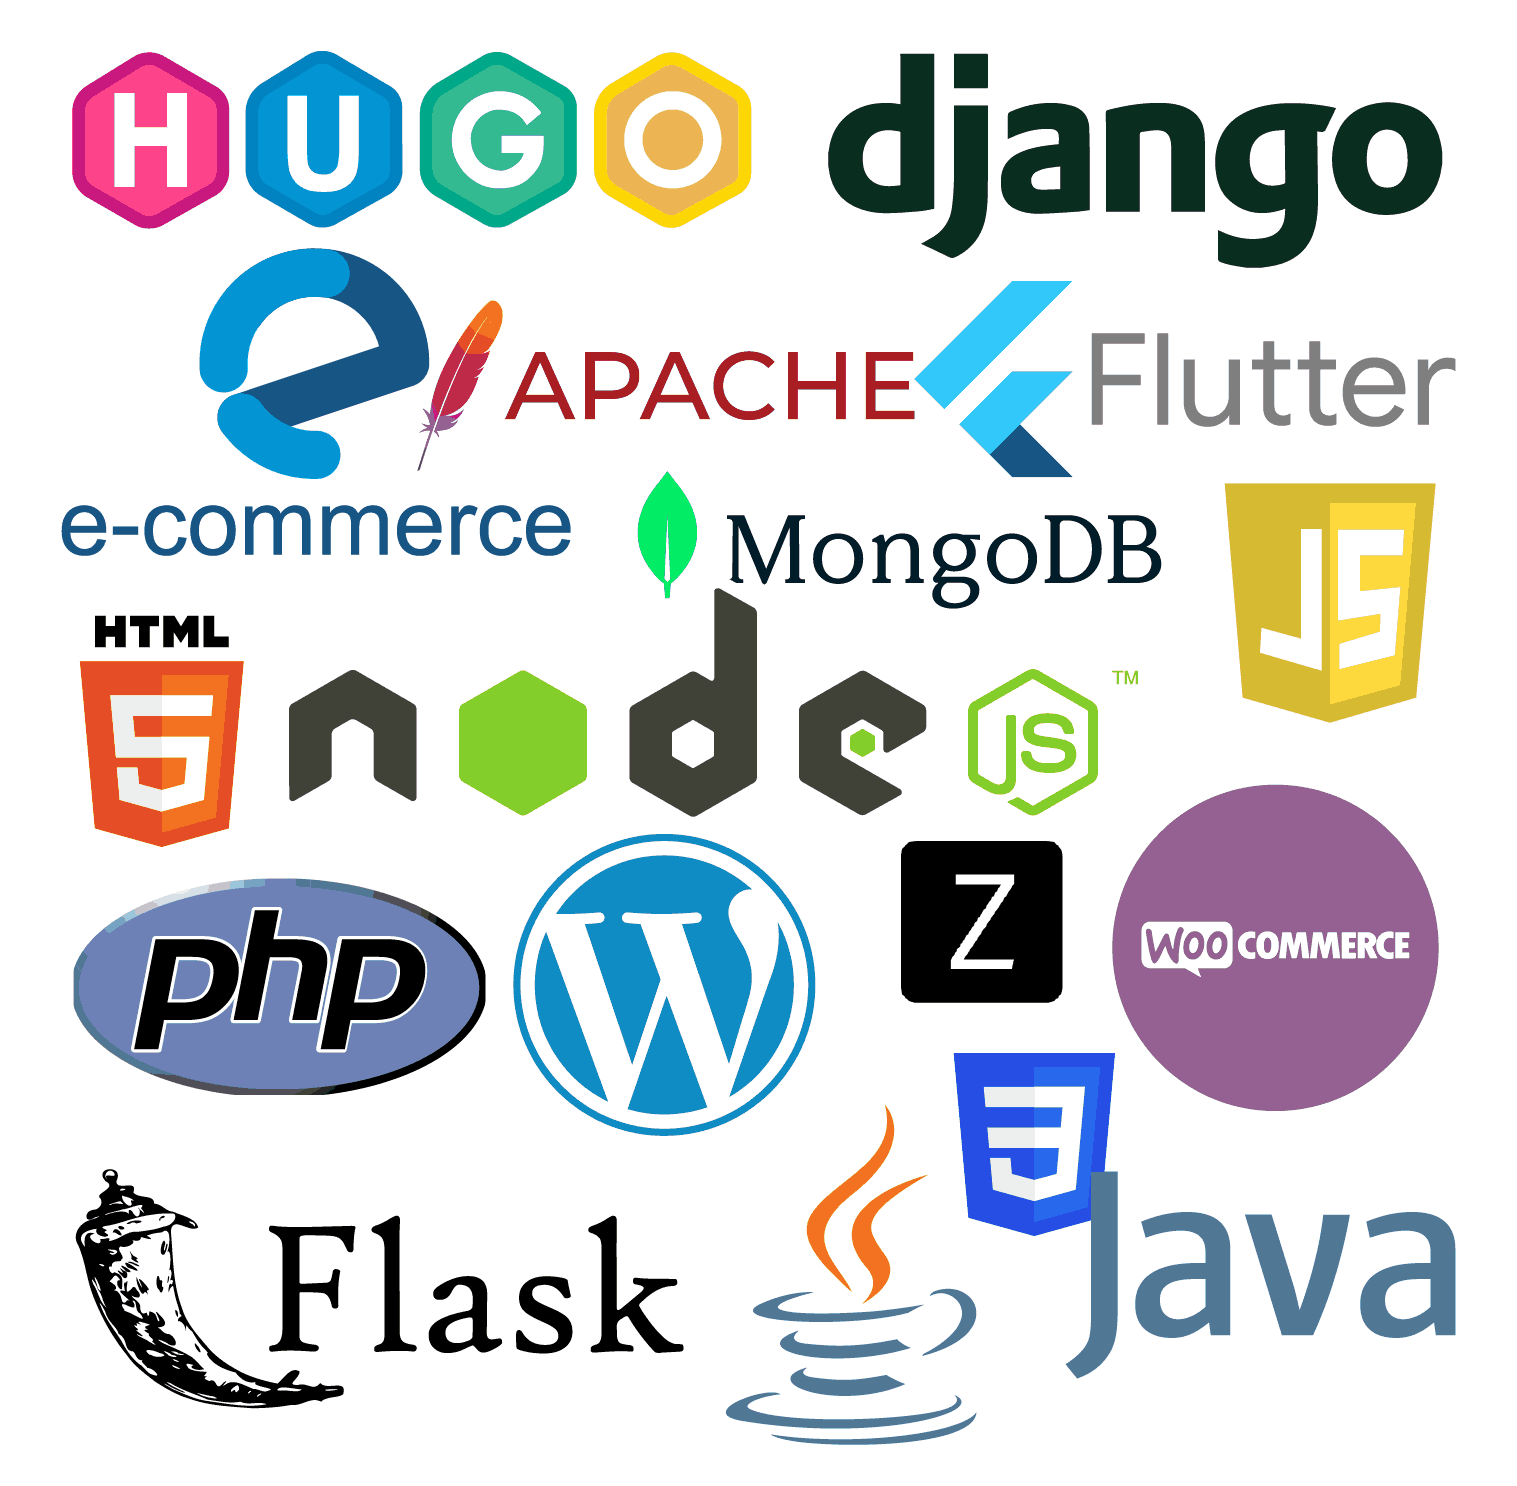 HUGO
django
APACHE
Flutter
e-commerce
MongoDB
JS
HTML
5
node
JS
TM
php
W
Z
WOO COMMERCE
3
Flask
Java